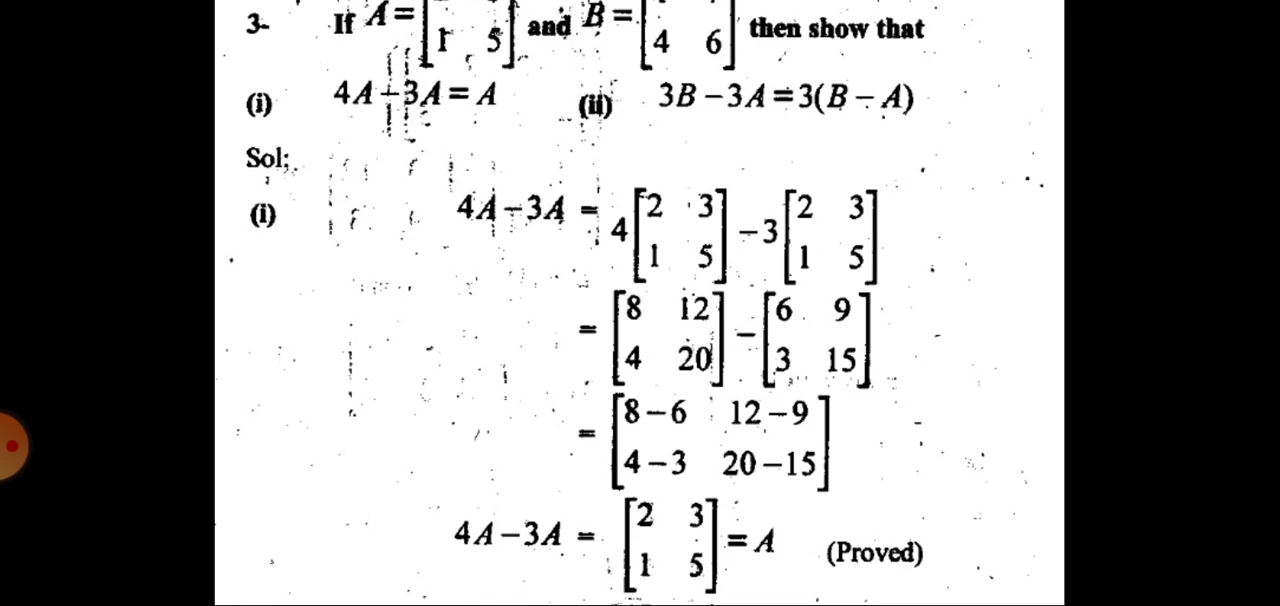 3- If A = [ and B = [ then show that
1 5] 4 6]
(i) 4A-3A = A (ii) 3B-3A = 3(B-A)
Sol;
(i) 4A-3A = 4[2 3] -3[2 3]
[1 5] [1 5]
= [8 12] - [6 9]
[4 20] [3 15]
= [8-6 12-9]
[4-3 20-15]
4A-3A = [2 3] = A (Proved)
[1 5]